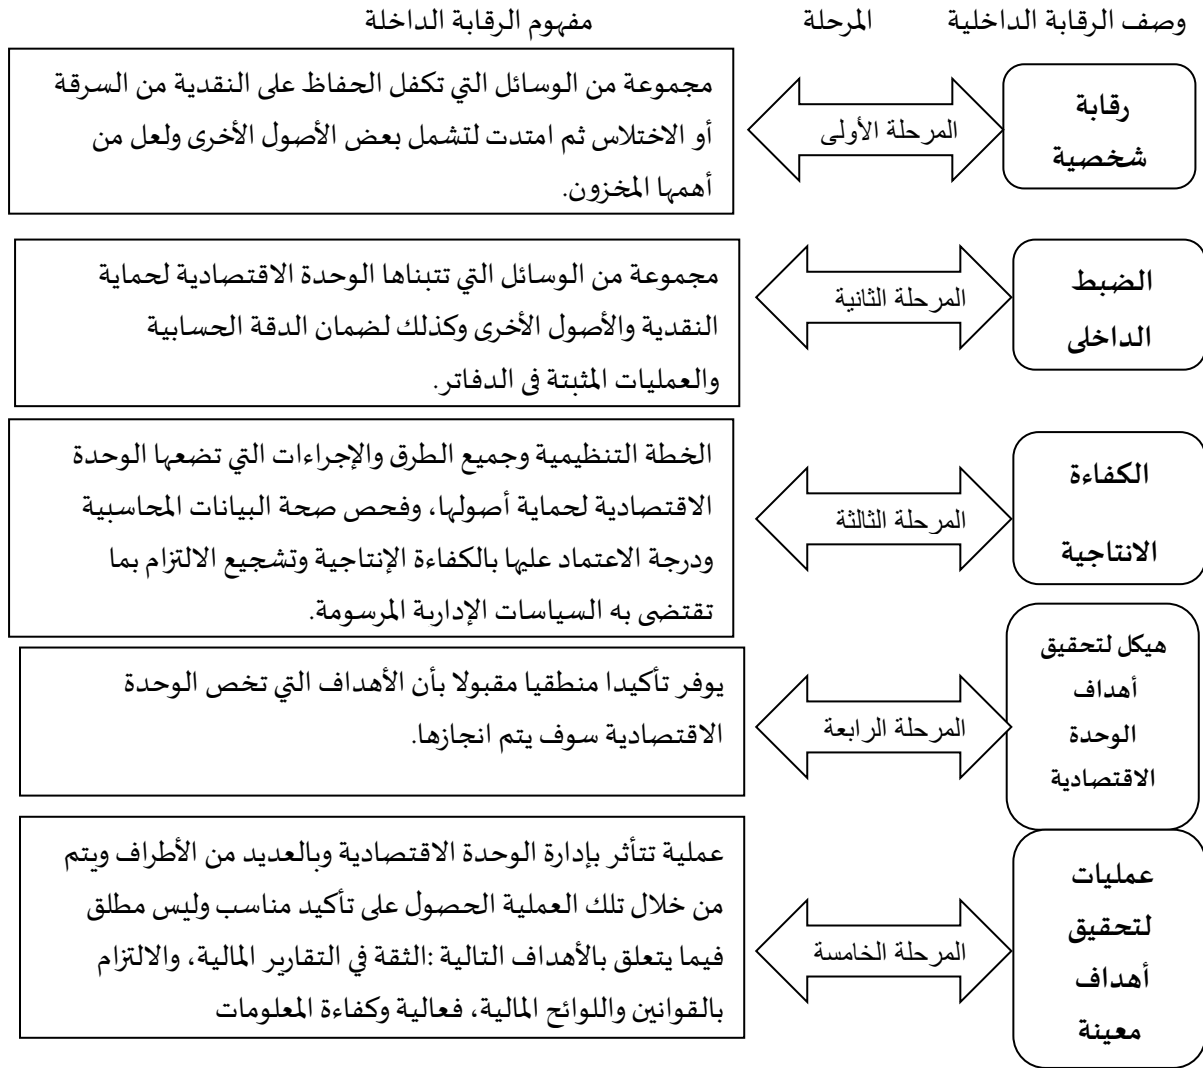 وصف الرقابة الداخلية المرحلة مفهوم الرقابة الداخلة
رقابة
شخصية
المرحلة الأولى
مجموعة من الوسائل التي تكفل الحفاظ على النقدية من السرقة
أو الاختلاس ثم امتدت لتشمل بعض الأصول الأخرى ولعل من
أهمها المخزون.
الضبط
الداخلى
المرحلة الثانية
مجموعة من الوسائل التي تتبناها الوحدة الاقتصادية لحماية
النقدية والأصول الأخرى وكذلك لضمان الدقة الحسابية
والعمليات المثبتة فى الدفاتر.
الكفاءة
الانتاجية
المرحلة الثالثة
الخطة التنظيمية وجميع الطرق والإجراءات التي تضعها الوحدة
الاقتصادية لحماية أصولها، وفحص صحة البيانات المحاسبية
ودرجة الاعتماد عليها بالكفاءة الإنتاجية وتشجيع الالتزام بما
تقتضى به السياسات الإدارية المرسومة.
هيكل لتحقيق
أهداف
الوحدة
الاقتصادية
المرحلة الرابعة
يوفر تأكيدا منطقيا مقبولا بأن الأهداف التي تخص الوحدة
الاقتصادية سوف يتم انجازها.
عمليات
لتحقيق
أهداف
معينة
المرحلة الخامسة
عملية تتأثر بإدارة الوحدة الاقتصادية وبالعديد من الأطراف ويتم
من خلال تلك العملية الحصول على تأكيد مناسب وليس مطلق
فيما يتعلق بالأهداف التالية :الثقة في التقارير المالية، والالتزام
بالقوانين واللوائح المالية، فعالية وكفاءة المعلومات